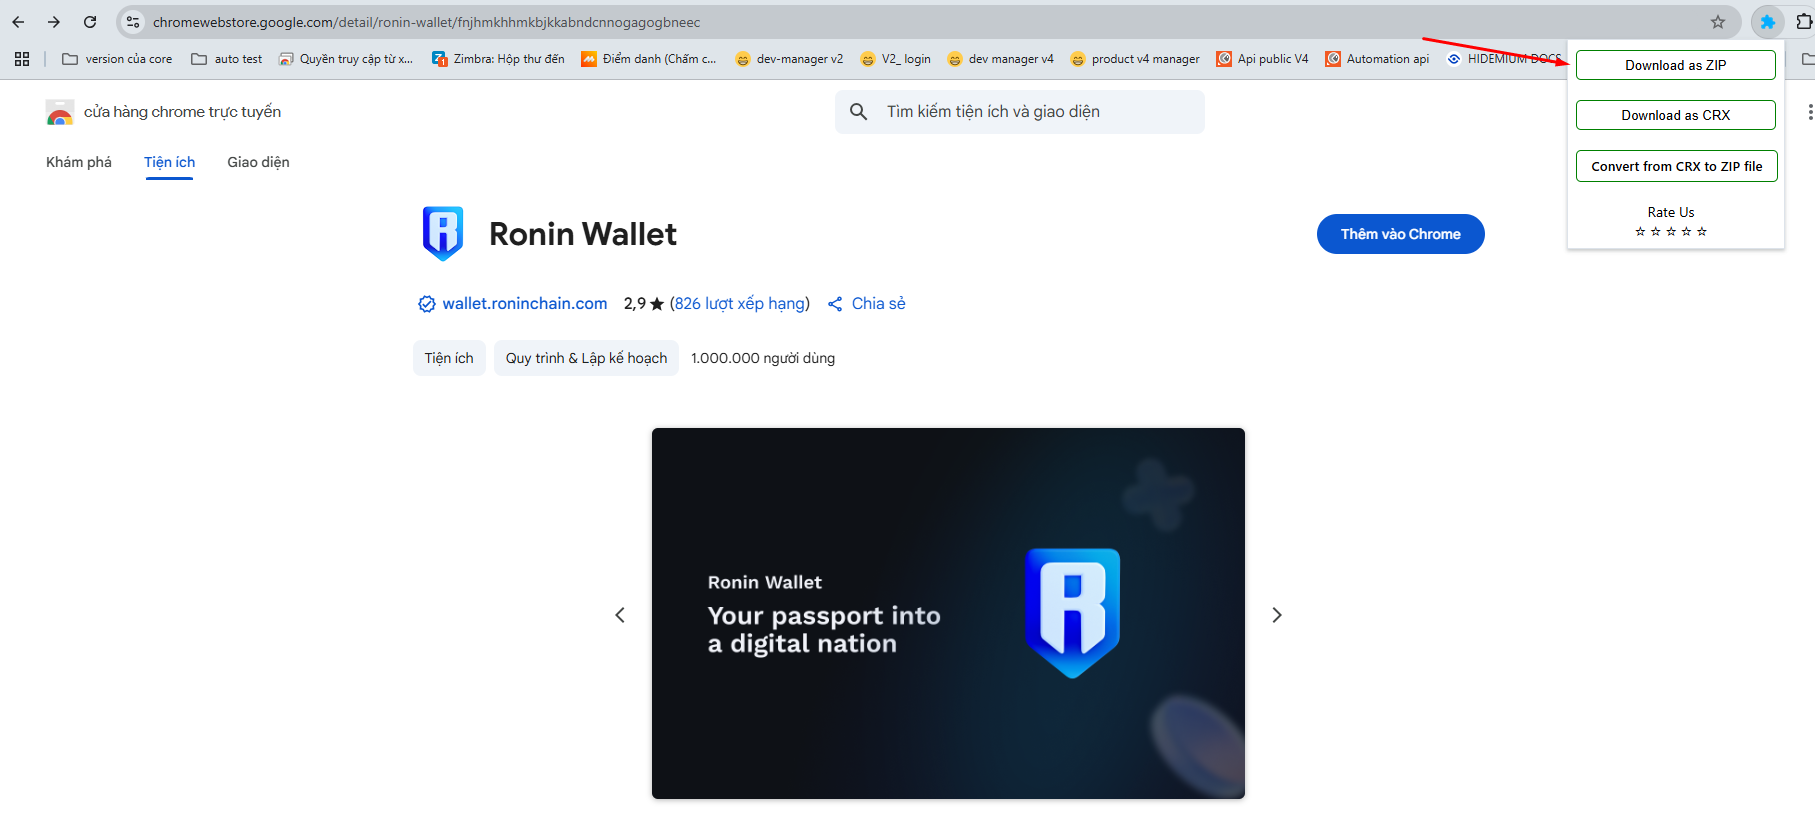 chromewebstore.google.com/detail/ronin-wallet/fnjhmkhhmkbjkkabndcnnogagogbneec
version của core auto test Quyền truy cập từ x... Zimbra: Hộp thư đến Điểm danh (Chấm c... dev-manager v2 V2_ login dev manager v4 product v4 manager Api public V4 Automation api HIDEMIUM DOCS
Download as ZIP
Download as CRX
Convert from CRX to ZIP file
Rate Us
cửa hàng chrome trực tuyến
Tìm kiếm tiện ích và giao diện
Khám phá Tiện ích Giao diện
Ronin Wallet
Thêm vào Chrome
wallet.roninchain.com 2,9 ★ (826 lượt xếp hạng) Chia sẻ
Tiện ích Quy trình & Lập kế hoạch 1.000.000 người dùng
Ronin Wallet
Your passport into
a digital nation